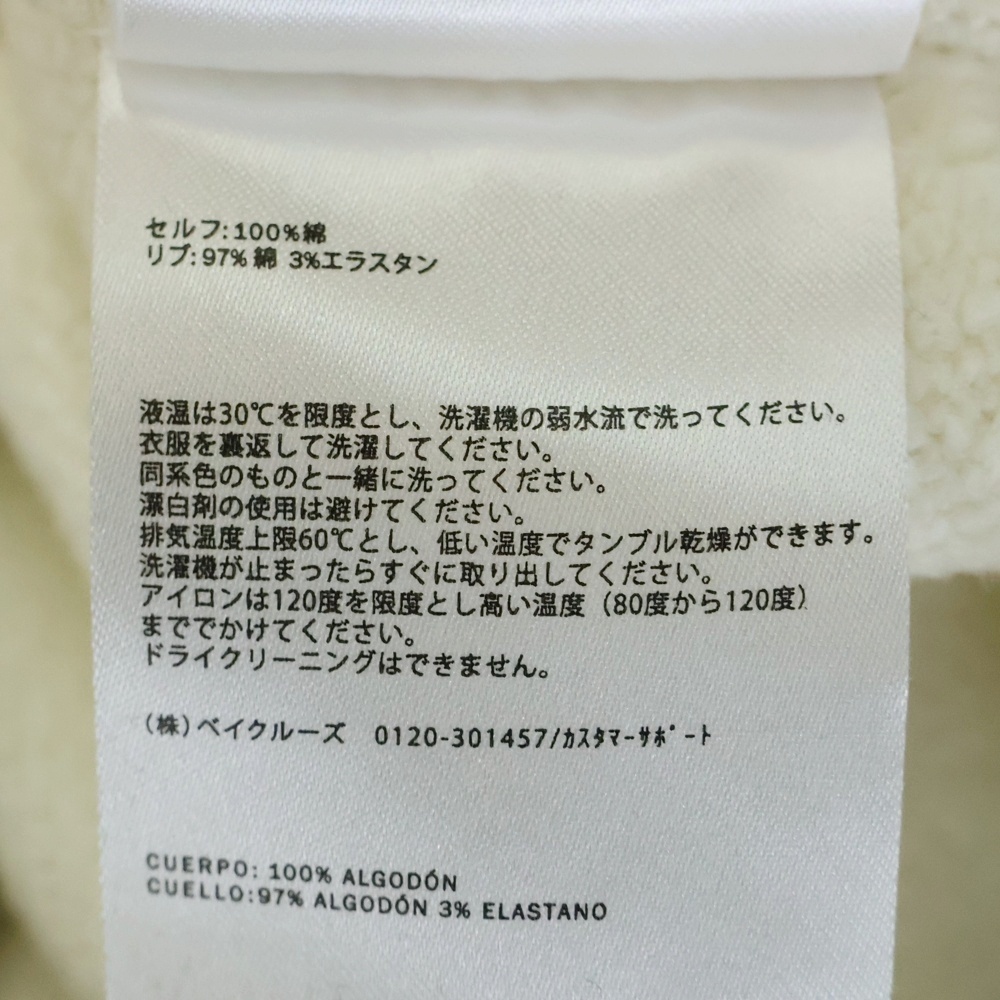 セルフ:100%綿
リブ:97% 綿 3%エラスタン
液温は30℃を限度とし、洗濯機の弱水流で洗ってください。
衣服を裏返して洗濯してください。
同系色のものと一緒に洗ってください。
漂白剤の使用は避けてください。
排気温度上限60℃とし、低い温度でタンブル乾燥ができます。
洗濯機が止まったらすぐに取り出してください。
アイロンは120度を限度とし高い温度（80度から120度）
まででかけてください。
ドライクリーニングはできません。
(株)ベイクルーズ 0120-301457/ｶｽﾀﾏｰｻﾎﾟｰﾄ
CUERPO: 100% ALGODÓN
CUELLO:97% ALGODÓN 3% ELASTANO